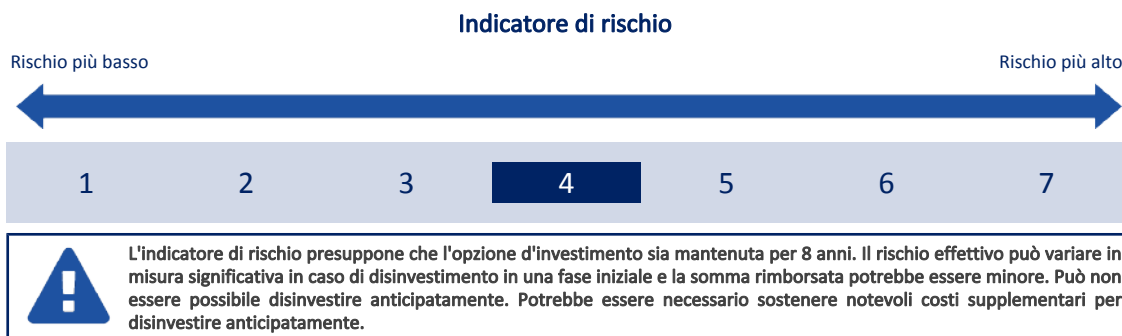 Indicatore di rischio
Rischio più basso Rischio più alto
1 2 3 4 5 6 7
L'indicatore di rischio presuppone che l'opzione d'investimento sia mantenuta per 8 anni. Il rischio effettivo può variare in
misura significativa in caso di disinvestimento in una fase iniziale e la somma rimborsata potrebbe essere minore. Può non
essere possibile disinvestire anticipatamente. Potrebbe essere necessario sostenere notevoli costi supplementari per
disinvestire anticipatamente.